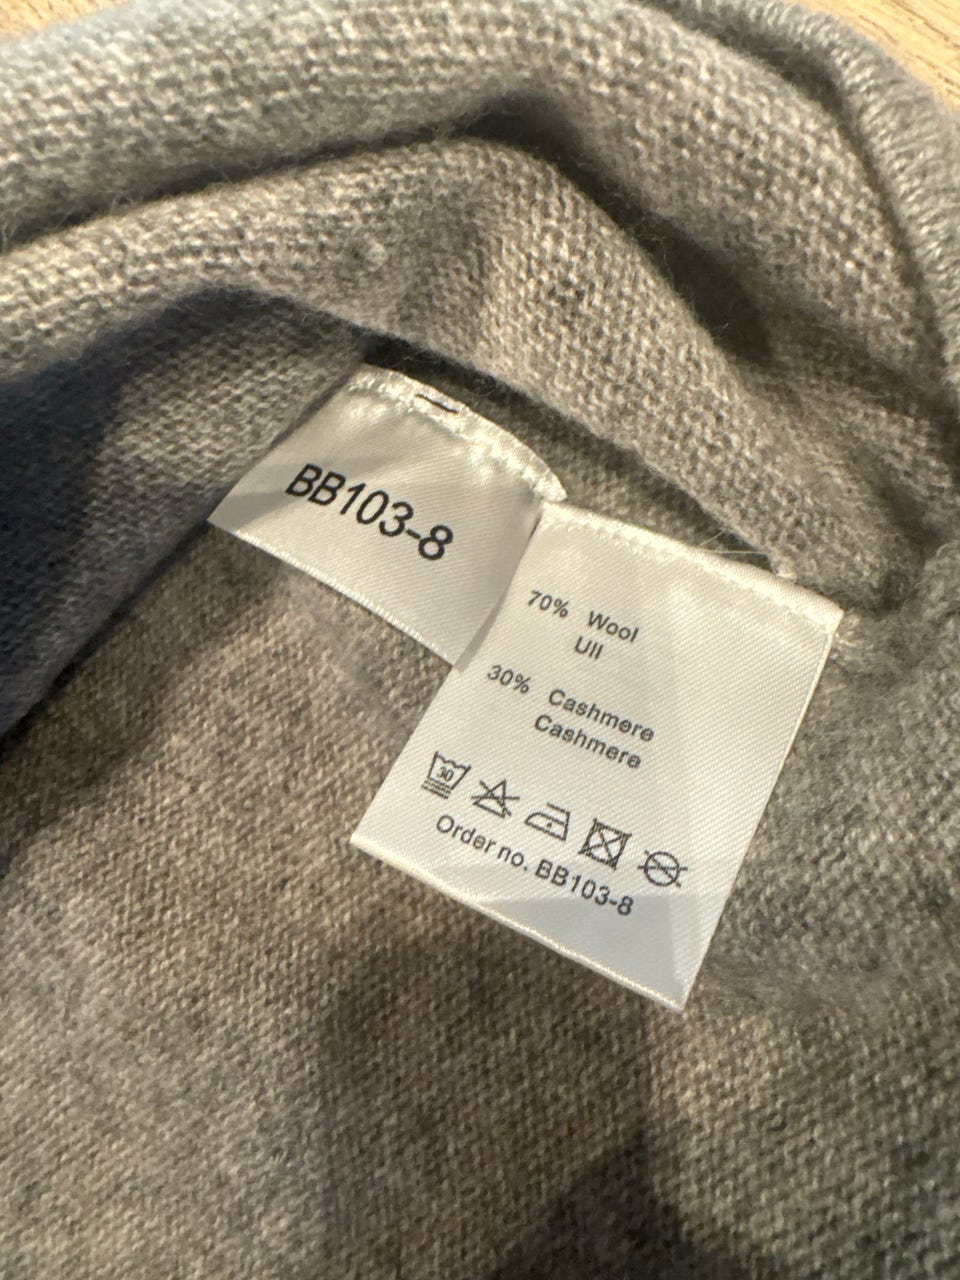 BB103-8
70% Wool
Ull
30% Cashmere
Cashmere
30
Order no. BB103-8